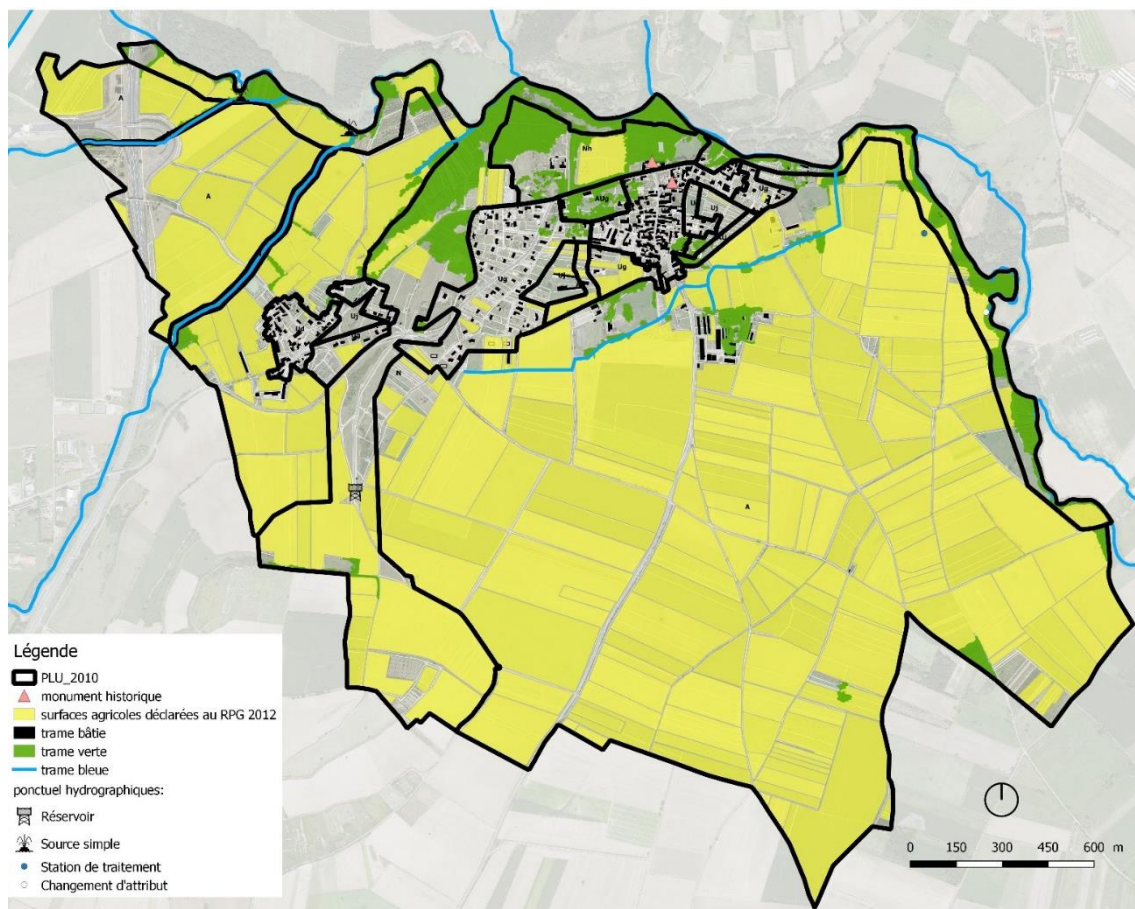 A
A
Nh
AUg
Ug
Uj
Ug
Ug
Ug
Uj
N
A
Légende
PLU_2010
monument historique
surfaces agricoles déclarées au RPG 2012
trame bâtie
trame verte
trame bleue
ponctuel hydrographiques:
Réservoir
Source simple
Station de traitement
Changement d'attribut
0 150 300 450 600 m